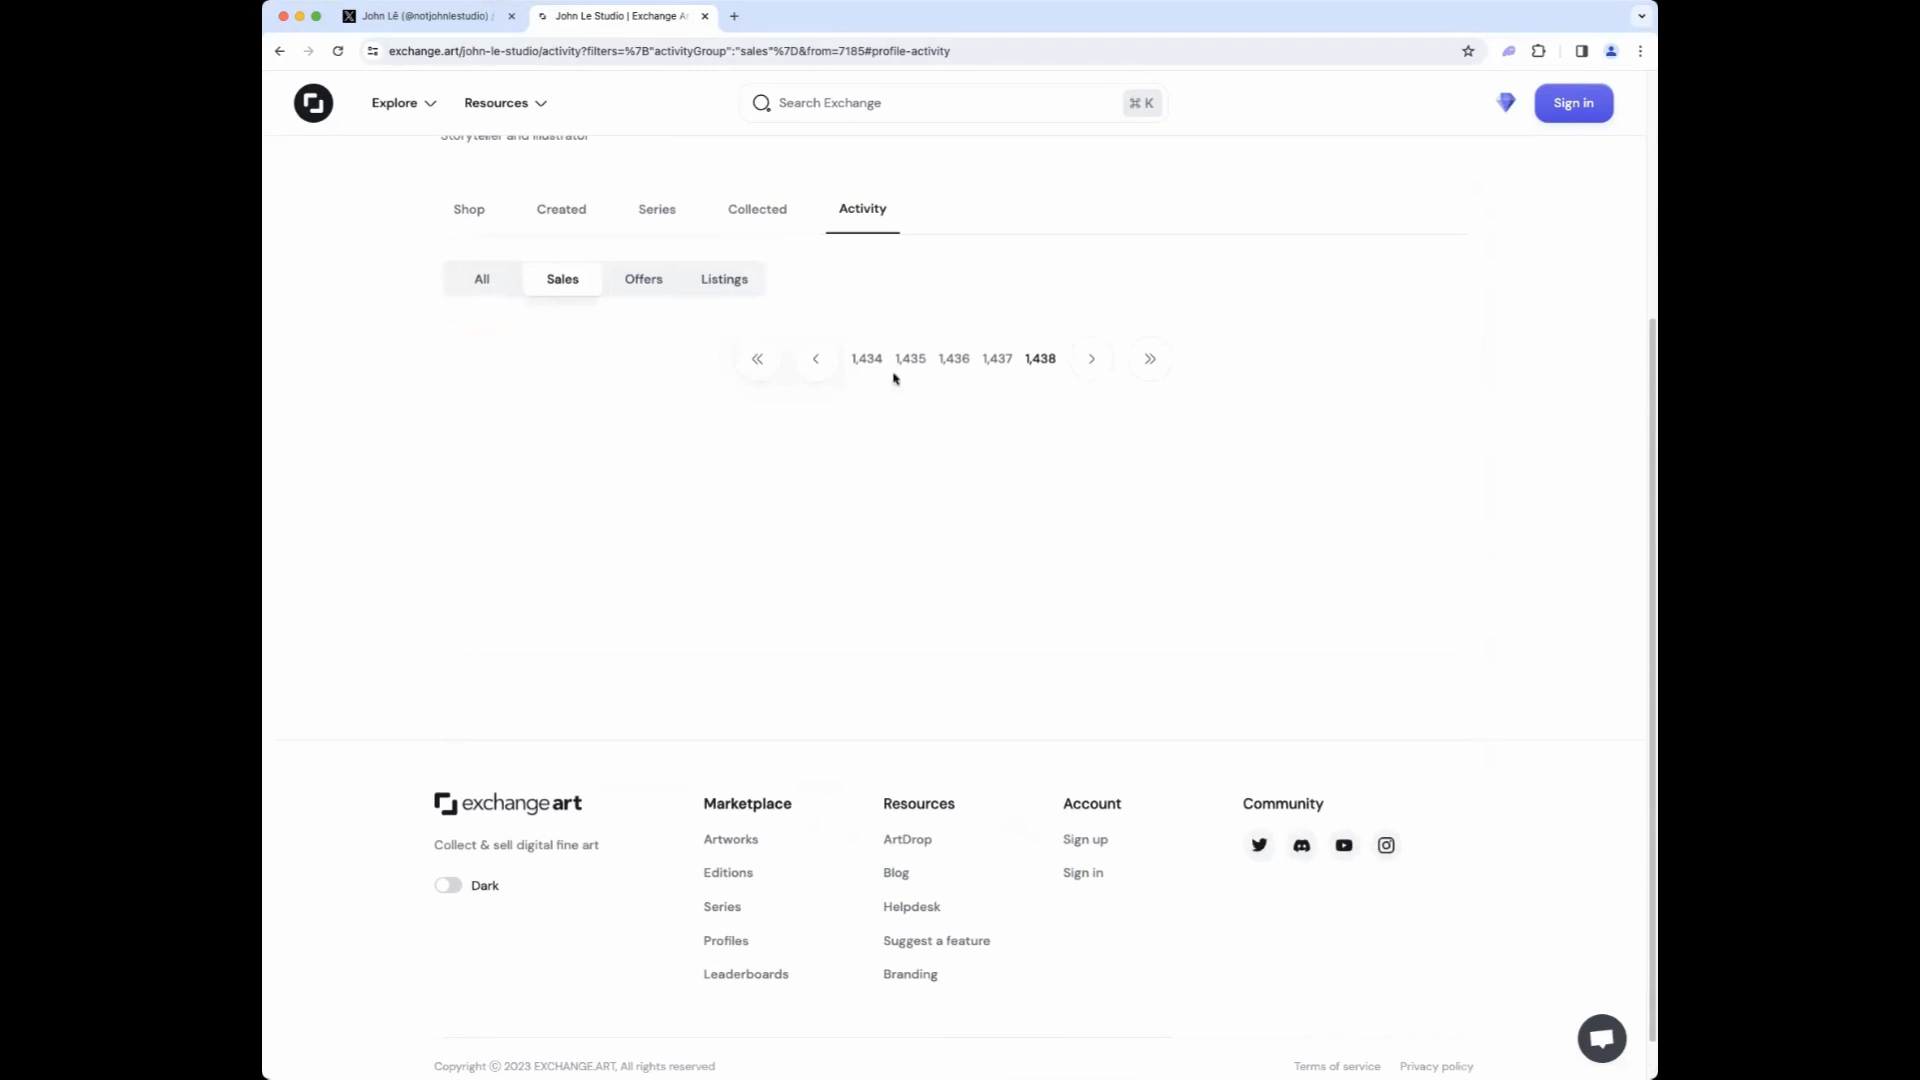 John Lê (@notjohnlestudio) /
John Le Studio | Exchange Ar
exchange.art/john-le-studio/activity?filters=%7B"activityGroup":"sales"%7D&from=7185#profile-activity
Explore
Resources
Search Exchange
⌘ K
Sign in
Storyteller and Illustrator
Shop
Created
Series
Collected
Activity
All
Sales
Offers
Listings
1,434 1,435 1,436 1,437 1,438
exchange art
Collect & sell digital fine art
Dark
Marketplace
Artworks
Editions
Series
Profiles
Leaderboards
Resources
ArtDrop
Blog
Helpdesk
Suggest a feature
Branding
Account
Sign up
Sign in
Community
Copyright © 2023 EXCHANGE.ART, All rights reserved
Terms of service
Privacy policy